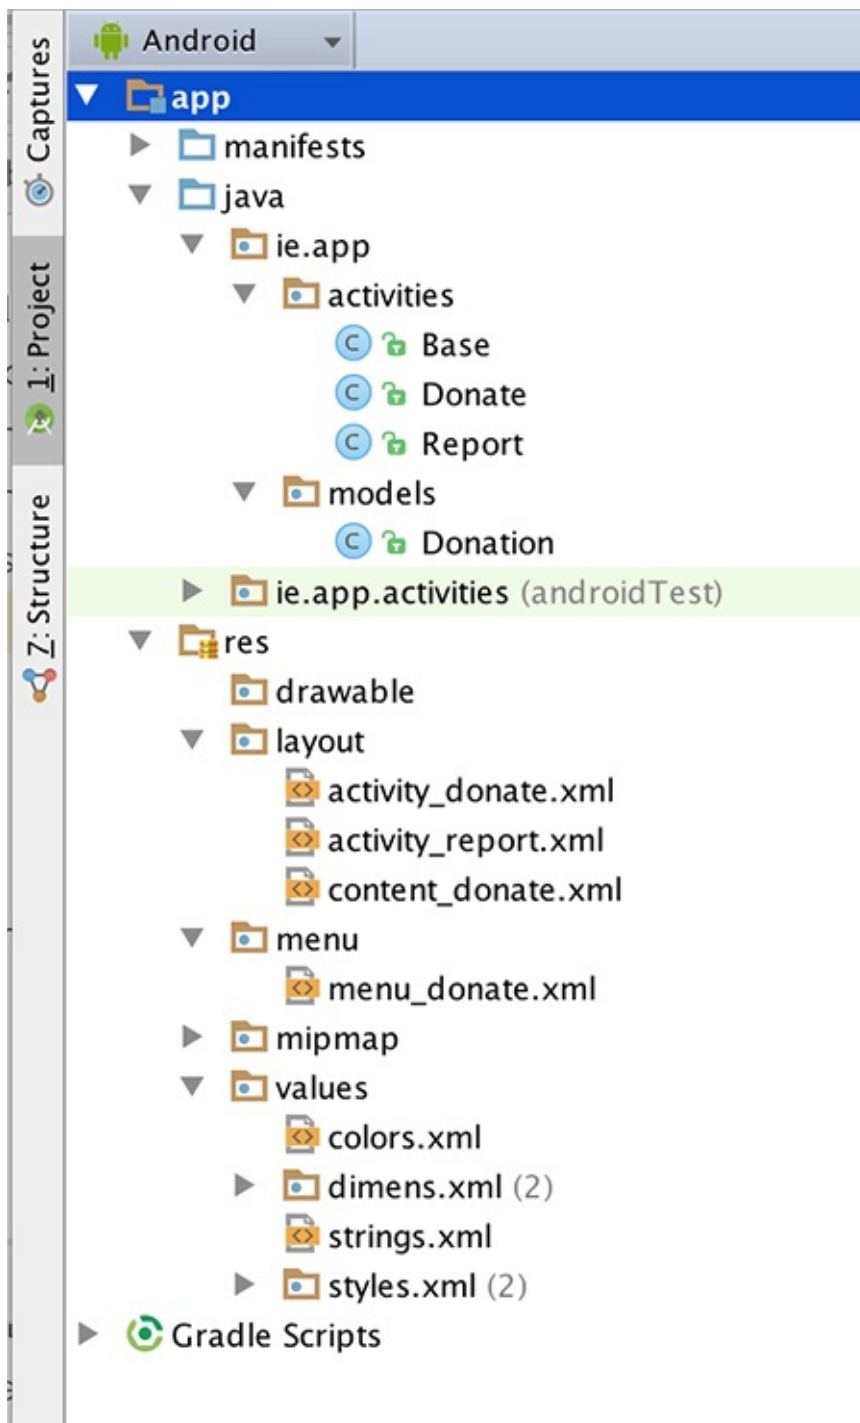 Android
app
manifests
java
ie.app
activities
C Base
C Donate
C Report
models
C Donation
ie.app.activities (androidTest)
res
drawable
layout
activity_donate.xml
activity_report.xml
content_donate.xml
menu
menu_donate.xml
mipmap
values
colors.xml
dimens.xml (2)
strings.xml
styles.xml (2)
Gradle Scripts
Captures
1: Project
7: Structure